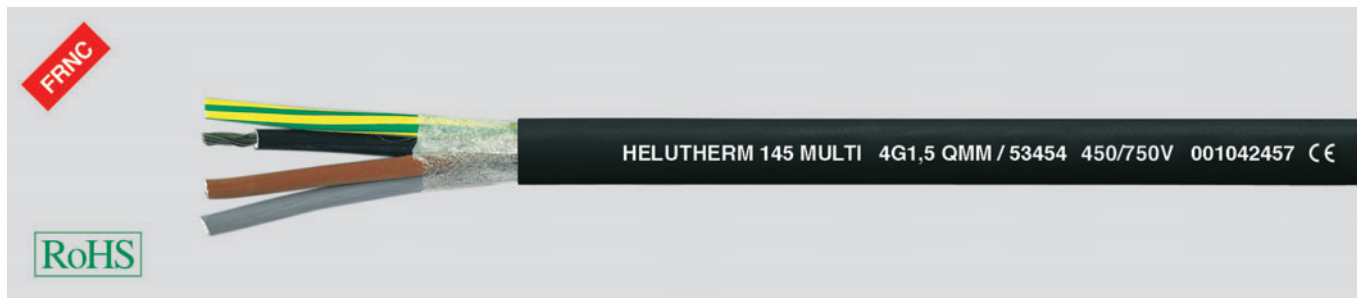 FRNC
HELUTHERM 145 MULTI 4G1,5 QMM / 53454 450/750V 001042457 CE
RoHS